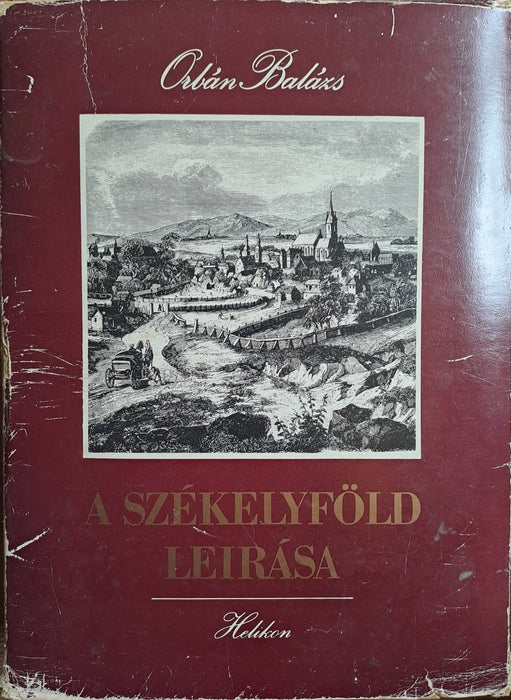 Orbán Balázs
A SZÉKELYFÖLD
LEIRÁSA
Helikon